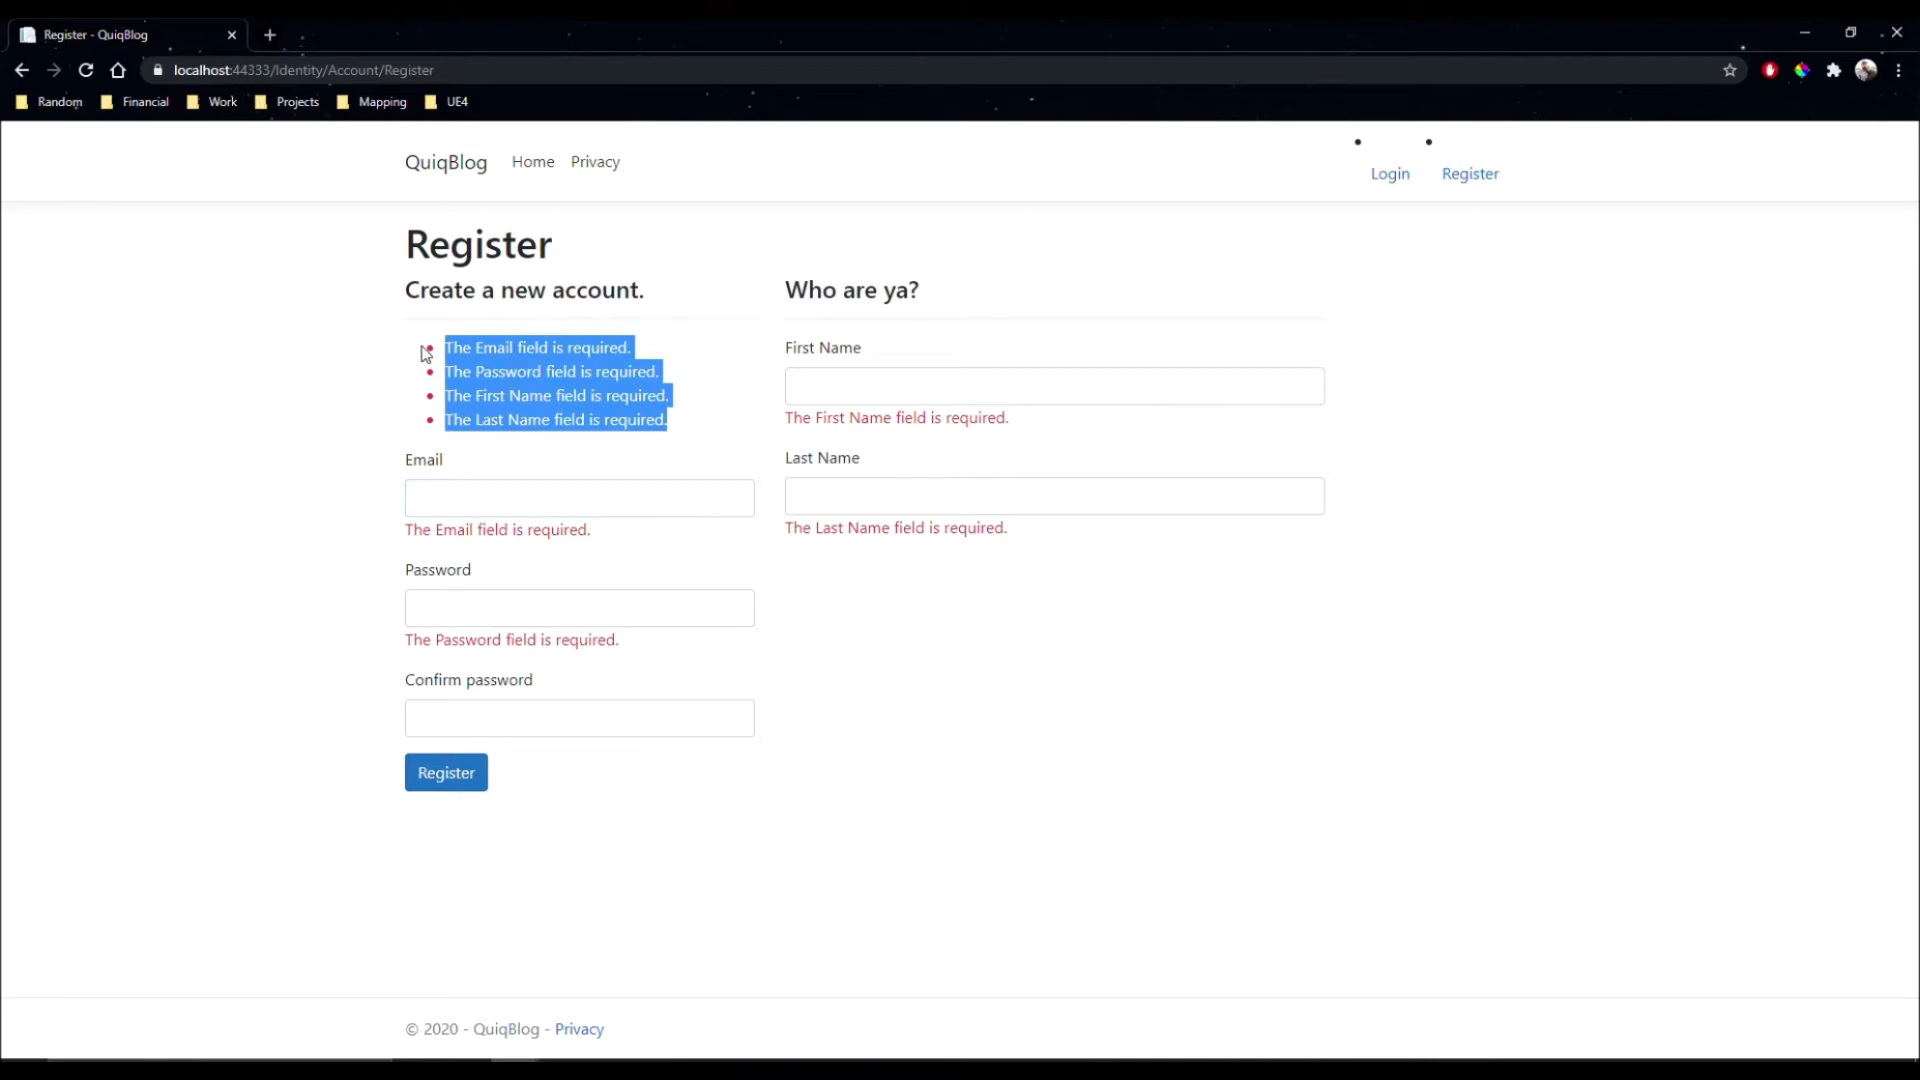 Register - QuiqBlog
localhost:44333/Identity/Account/Register
Random Financial Work Projects Mapping UE4
QuiqBlog Home Privacy
Login Register
Register
Create a new account.
The Email field is required.
The Password field is required.
The First Name field is required.
The Last Name field is required.
Email
The Email field is required.
Password
The Password field is required.
Confirm password
Register
Who are ya?
First Name
The First Name field is required.
Last Name
The Last Name field is required.
© 2020 - QuiqBlog - Privacy